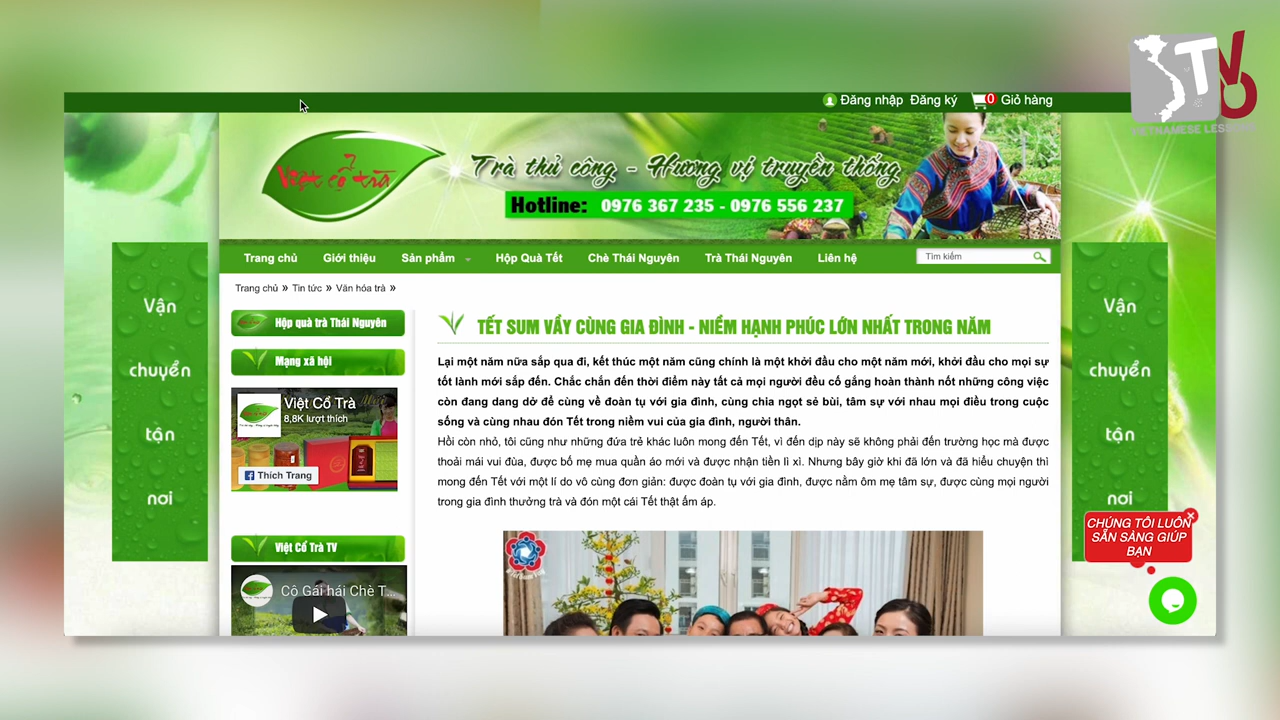 STVO
VIETNAMESE LESSONS
Đăng nhập Đăng ký 0 Giỏ hàng
Việt cổ trà
Trà thủ công - Hương vị truyền thống
Hotline: 0976 367 235 - 0976 556 237
Trang chủ Giới thiệu Sản phẩm Hộp Quà Tết Chè Thái Nguyên Trà Thái Nguyên Liên hệ Tìm kiếm
Trang chủ » Tin tức » Văn hóa trà »
Vận
chuyển
tận
nơi
Hộp quà trà Thái Nguyên
Mạng xã hội
Việt Cổ Trà
8,8K lượt thích
Thích Trang
Việt Cổ Trà TV
Cô Gái hái Chè T...
TẾT SUM VẦY CÙNG GIA ĐÌNH - NIỀM HẠNH PHÚC LỚN NHẤT TRONG NĂM
Lại một năm nữa sắp qua đi, kết thúc một năm cũng chính là một khởi đầu cho một năm mới, khởi đầu cho mọi sự
tốt lành mới sắp đến. Chắc chắn đến thời điểm này tất cả mọi người đều cố gắng hoàn thành nốt những công việc
còn đang dang dở để cùng về đoàn tụ với gia đình, cùng chia ngọt sẻ bùi, tâm sự với nhau mọi điều trong cuộc
sống và cùng nhau đón Tết trong niềm vui của gia đình, người thân.
Hồi còn nhỏ, tôi cũng như những đứa trẻ khác luôn mong đến Tết, vì đến dịp này sẽ không phải đến trường học mà được
thoải mái vui đùa, được bố mẹ mua quần áo mới và được nhận tiền lì xì. Nhưng bây giờ khi đã lớn và đã hiểu chuyện thì
mong đến Tết với một lí do vô cùng đơn giản: được đoàn tụ với gia đình, được nằm ôm mẹ tâm sự, được cùng mọi người
trong gia đình thưởng trà và đón một cái Tết thật ấm áp.
Vận
chuyển
tận
nơi
CHÚNG TÔI LUÔN
SẴN SÀNG GIÚP
BẠN